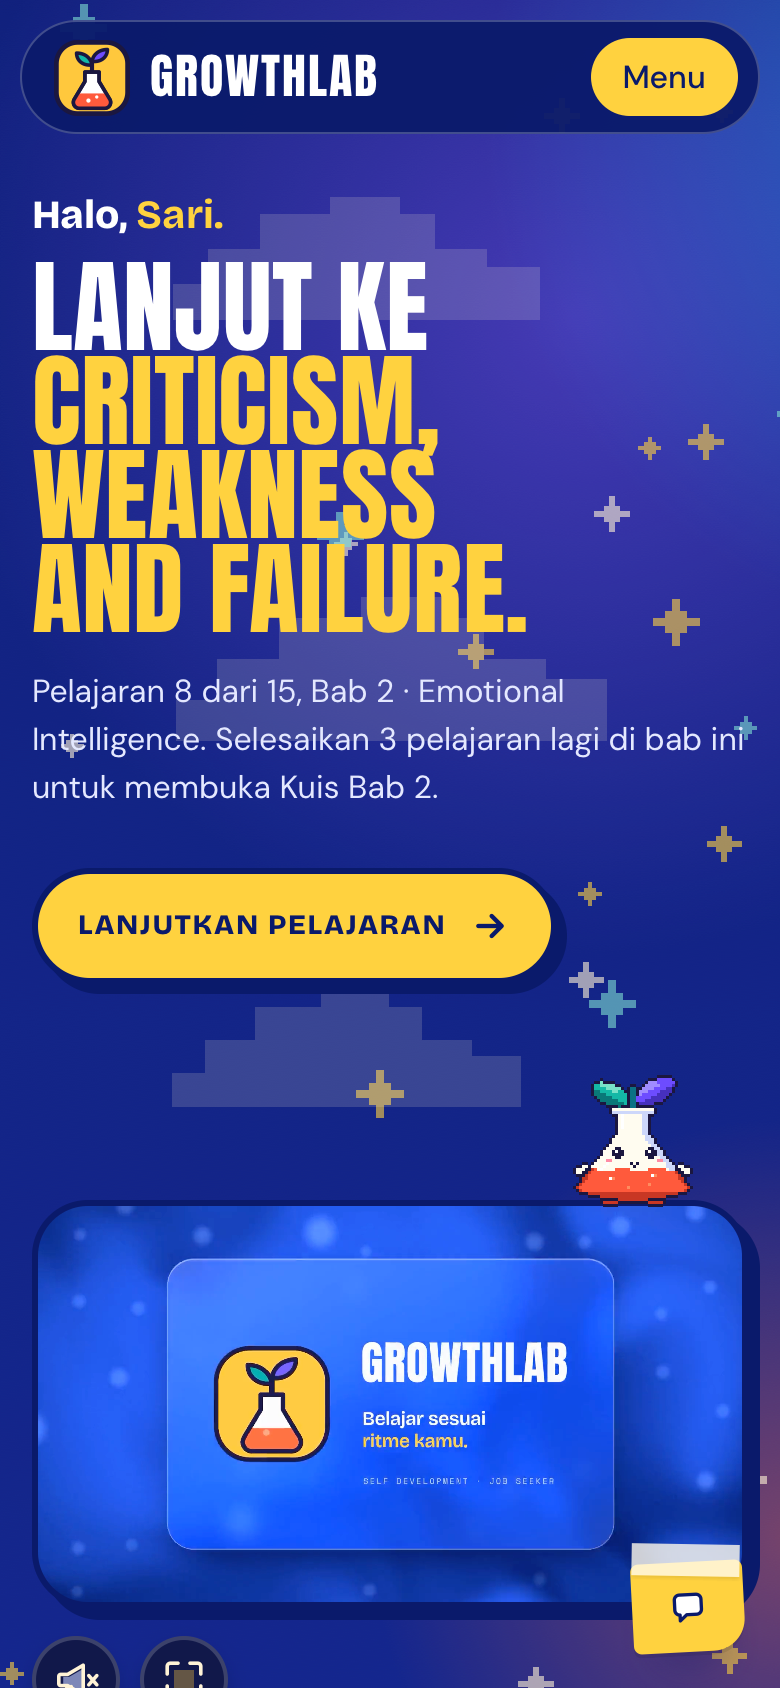 GROWTHLAB
Menu
Halo, Sari.
LANJUT KE
CRITICISM,
WEAKNESS
AND FAILURE.
Pelajaran 8 dari 15, Bab 2 · Emotional
Intelligence. Selesaikan 3 pelajaran lagi di bab ini
untuk membuka Kuis Bab 2.
LANJUTKAN PELAJARAN
GROWTHLAB
Belajar sesuai
ritme kamu.
SELF DEVELOPMENT · JOB SEEKER